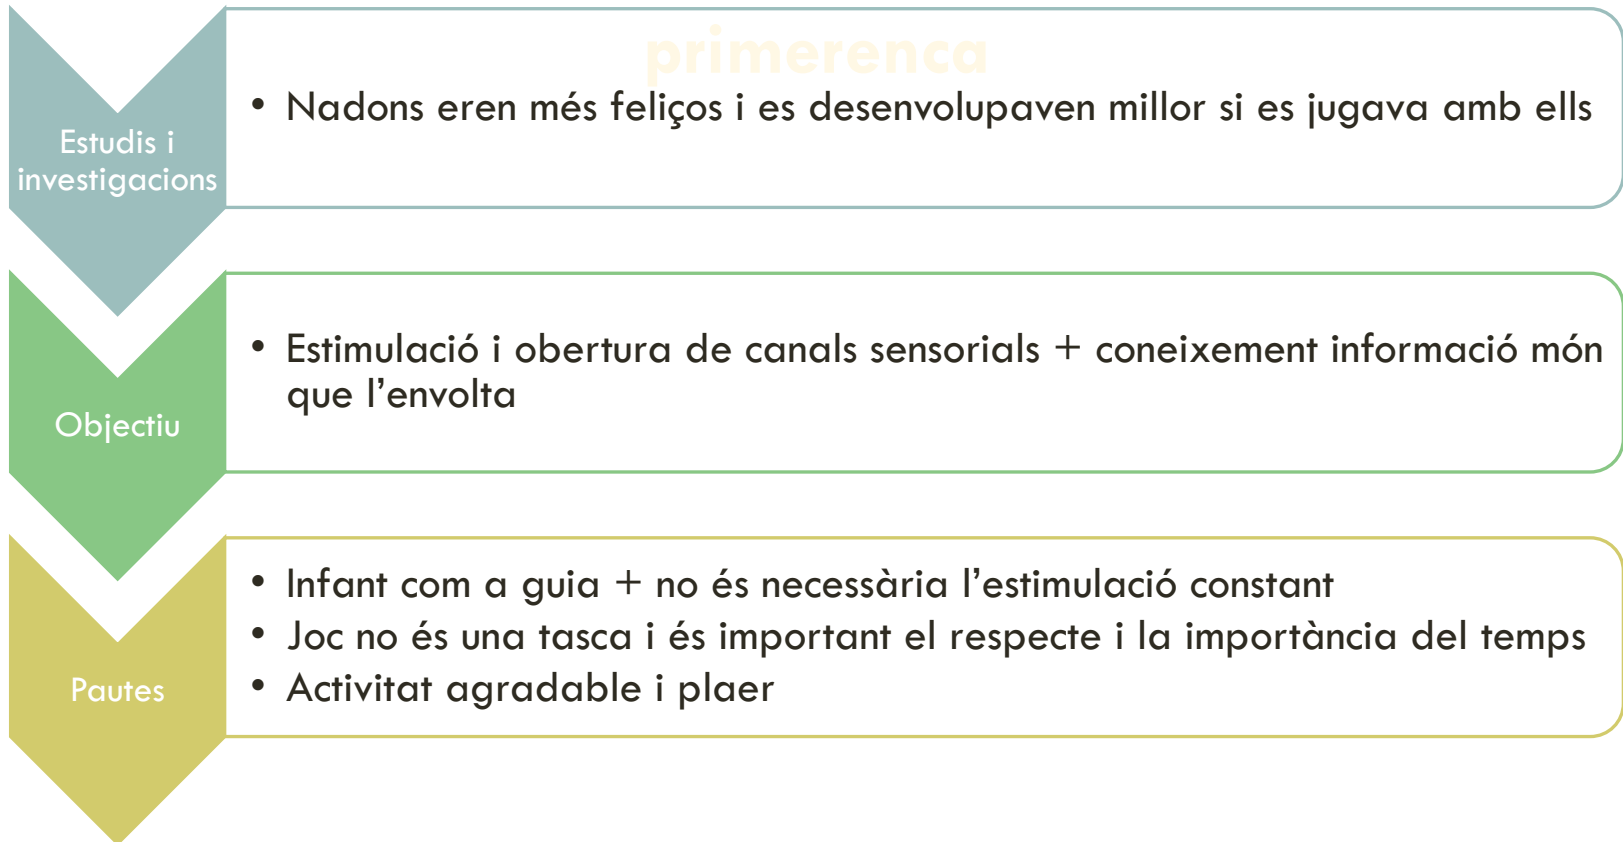 primerenca
Estudis i
investigacions
• Nadons eren més feliços i es desenvolupaven millor si es jugava amb ells
Objectiu
• Estimulació i obertura de canals sensorials + coneixement informació món
que l’envolta
Pautes
• Infant com a guia + no és necessària l’estimulació constant
• Joc no és una tasca i és important el respecte i la importància del temps
• Activitat agradable i plaer